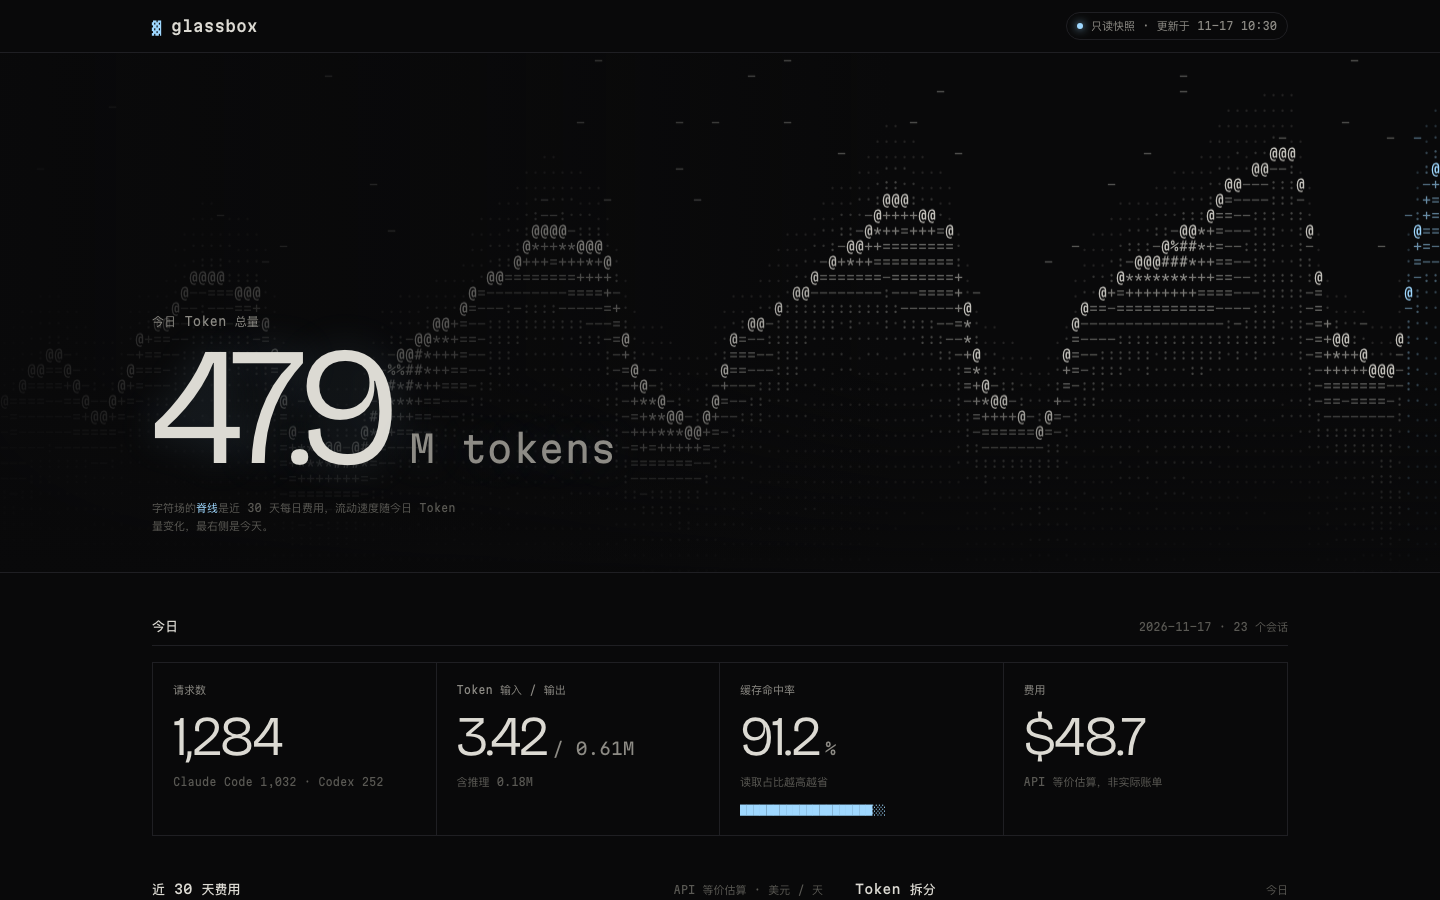 glassbox
只读快照 · 更新于 11-17 10:30
今日 Token 总量
47.9 M tokens
字符场的脊线是近 30 天每日费用，流动速度随今日 Token
量变化，最右侧是今天。
今日
2026-11-17 · 23 个会话
请求数
1,284
Claude Code 1,032 · Codex 252
Token 输入 / 输出
3.42 / 0.61M
含推理 0.18M
缓存命中率
91.2 %
读取占比越高越省
费用
$48.7
API 等价估算，非实际账单
近 30 天费用
API 等价估算 · 美元 / 天
Token 拆分
今日